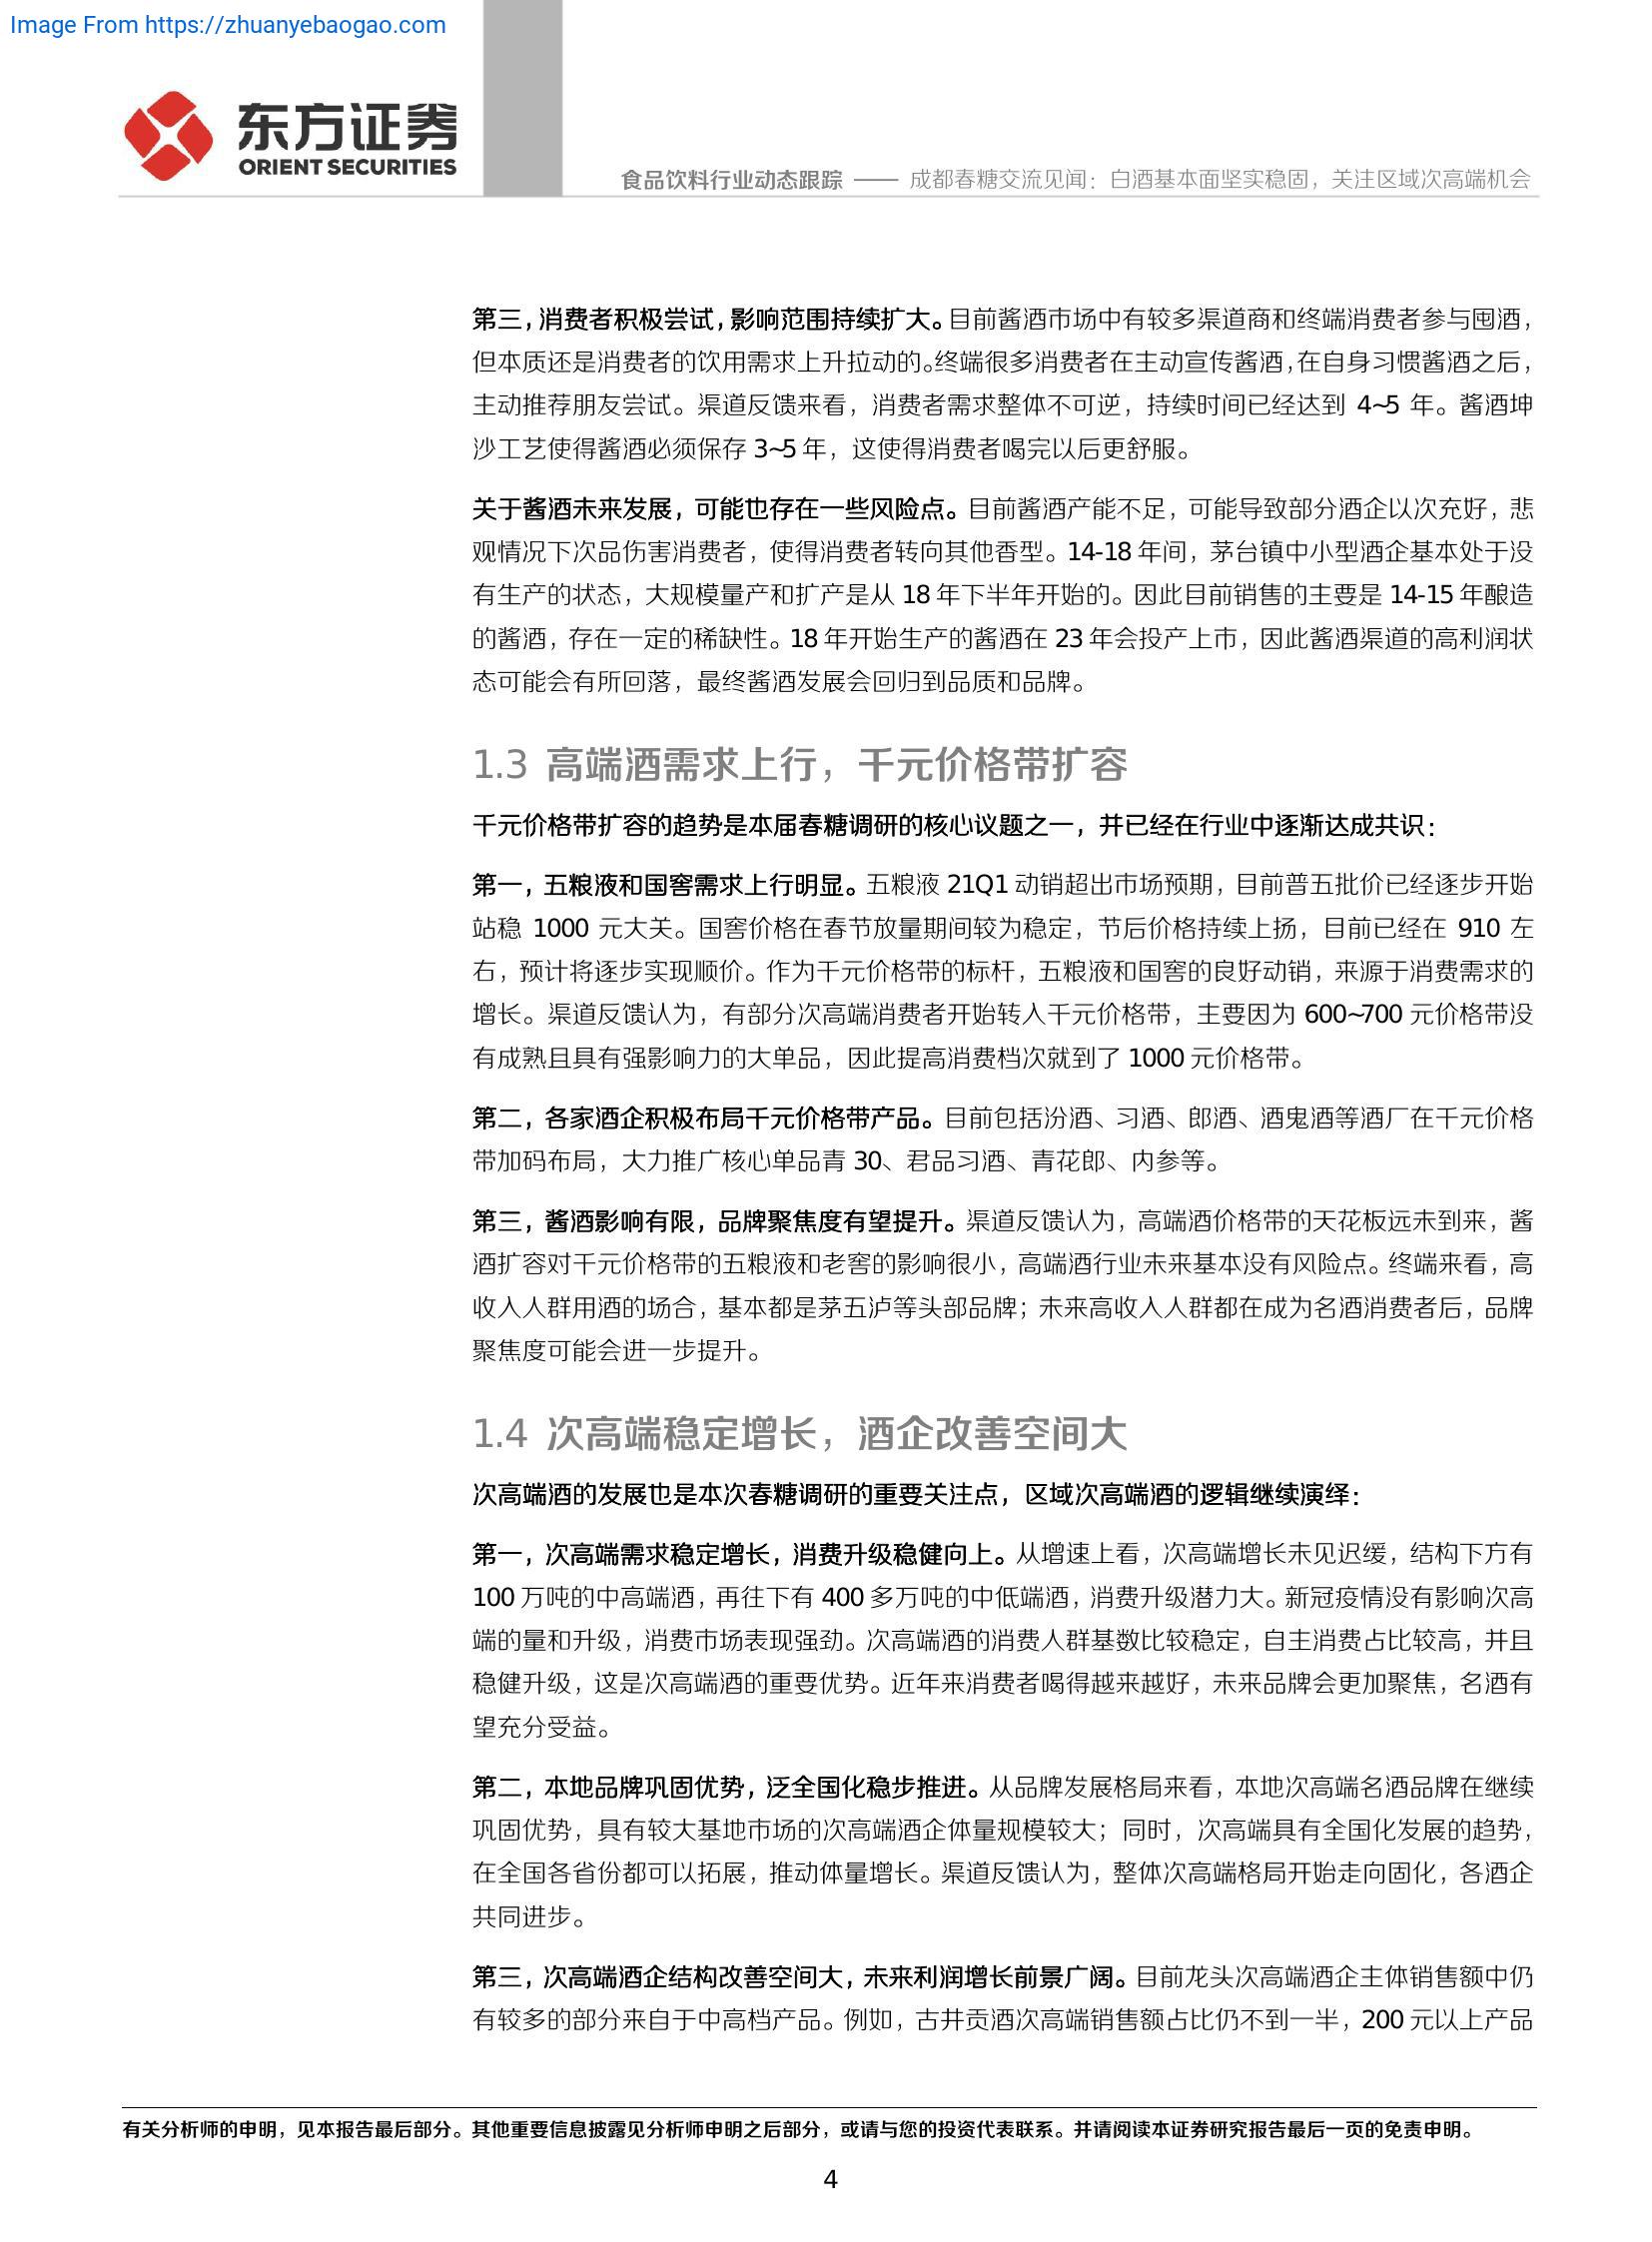 Image From https://zhuanyebaogao.com
东方证券
ORIENT SECURITIES
食品饮料行业动态跟踪 —— 成都春糖交流见闻：白酒基本面坚实稳固，关注区域次高端机会
第三，消费者积极尝试，影响范围持续扩大。目前酱酒市场中有较多渠道商和终端消费者参与囤酒，
但本质还是消费者的饮用需求上升拉动的。终端很多消费者在主动宣传酱酒，在自身习惯酱酒之后，
主动推荐朋友尝试。渠道反馈来看，消费者需求整体不可逆，持续时间已经达到 4~5 年。酱酒坤
沙工艺使得酱酒必须保存 3~5 年，这使得消费者喝完以后更舒服。
关于酱酒未来发展，可能也存在一些风险点。目前酱酒产能不足，可能导致部分酒企以次充好，悲
观情况下次品伤害消费者，使得消费者转向其他香型。14-18 年间，茅台镇中小型酒企基本处于没
有生产的状态，大规模量产和扩产是从 18 年下半年开始的。因此目前销售的主要是 14-15 年酿造
的酱酒，存在一定的稀缺性。18 年开始生产的酱酒在 23 年会投产上市，因此酱酒渠道的高利润状
态可能会有所回落，最终酱酒发展会回归到品质和品牌。
1.3 高端酒需求上行，千元价格带扩容
千元价格带扩容的趋势是本届春糖调研的核心议题之一，并已经在行业中逐渐达成共识：
第一，五粮液和国窖需求上行明显。五粮液 21Q1 动销超出市场预期，目前普五批价已经逐步开始
站稳 1000 元大关。国窖价格在春节放量期间较为稳定，节后价格持续上扬，目前已经在 910 左
右，预计将逐步实现顺价。作为千元价格带的标杆，五粮液和国窖的良好动销，来源于消费需求的
增长。渠道反馈认为，有部分次高端消费者开始转入千元价格带，主要因为 600~700 元价格带没
有成熟且具有强影响力的大单品，因此提高消费档次就到了 1000 元价格带。
第二，各家酒企积极布局千元价格带产品。目前包括汾酒、习酒、郎酒、酒鬼酒等酒厂在千元价格
带加码布局，大力推广核心单品青 30、君品习酒、青花郎、内参等。
第三，酱酒影响有限，品牌聚焦度有望提升。渠道反馈认为，高端酒价格带的天花板远未到来，酱
酒扩容对千元价格带的五粮液和老窖的影响很小，高端酒行业未来基本没有风险点。终端来看，高
收入人群用酒的场合，基本都是茅五泸等头部品牌；未来高收入人群都在成为名酒消费者后，品牌
聚焦度可能会进一步提升。
1.4 次高端稳定增长，酒企改善空间大
次高端酒的发展也是本次春糖调研的重要关注点，区域次高端酒的逻辑继续演绎：
第一，次高端需求稳定增长，消费升级稳健向上。从增速上看，次高端增长未见迟缓，结构下方有
100 万吨的中高端酒，再往下有 400 多万吨的中低端酒，消费升级潜力大。新冠疫情没有影响次高
端的量和升级，消费市场表现强劲。次高端酒的消费人群基数比较稳定，自主消费占比较高，并且
稳健升级，这是次高端酒的重要优势。近年来消费者喝得越来越好，未来品牌会更加聚焦，名酒有
望充分受益。
第二，本地品牌巩固优势，泛全国化稳步推进。从品牌发展格局来看，本地次高端名酒品牌在继续
巩固优势，具有较大基地市场的次高端酒企体量规模较大；同时，次高端具有全国化发展的趋势，
在全国各省份都可以拓展，推动体量增长。渠道反馈认为，整体次高端格局开始走向固化，各酒企
共同进步。
第三，次高端酒企结构改善空间大，未来利润增长前景广阔。目前龙头次高端酒企主体销售额中仍
有较多的部分来自于中高档产品。例如，古井贡酒次高端销售额占比仍不到一半，200 元以上产品
有关分析师的申明，见本报告最后部分。其他重要信息披露见分析师申明之后部分，或请与您的投资代表联系。并请阅读本证券研究报告最后一页的免责申明。
4